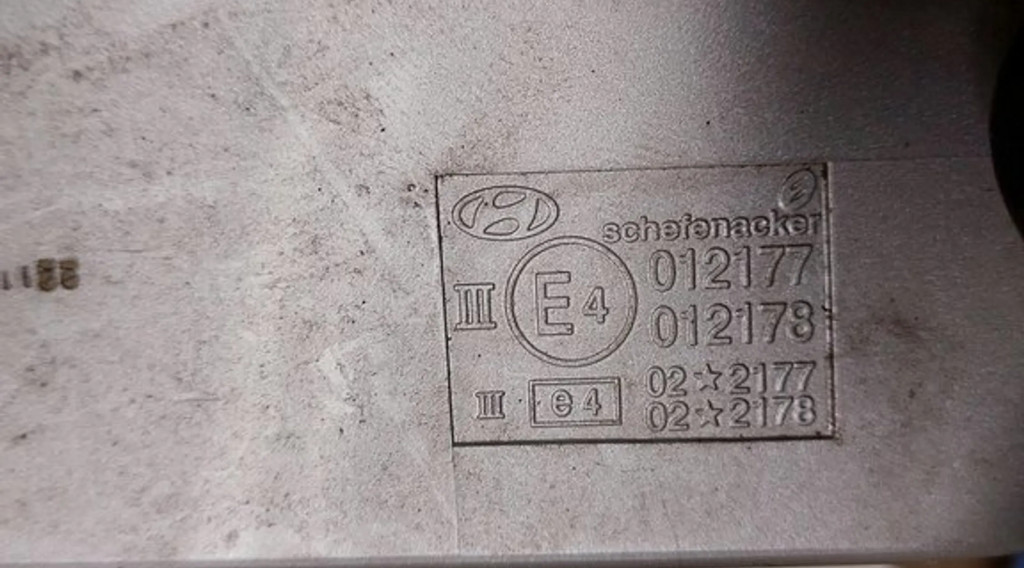 schefenacker
III E4 012177
012178
III e4 02☆2177
02☆2178